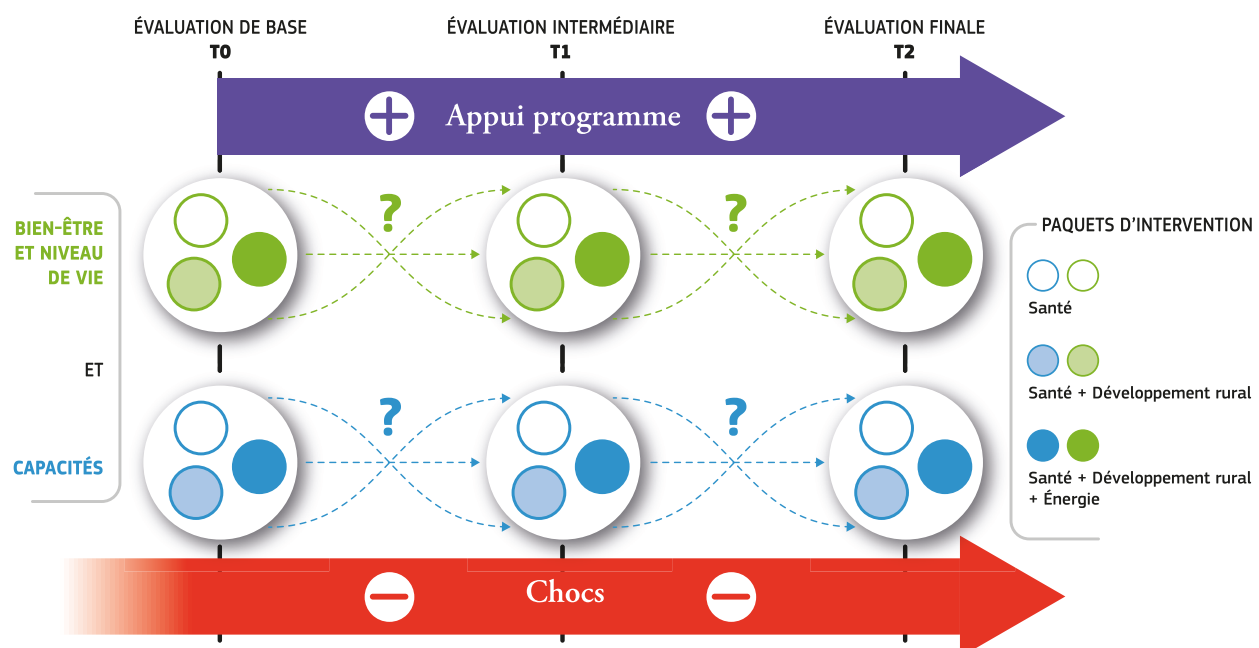 ÉVALUATION DE BASE
T0
ÉVALUATION INTERMÉDIAIRE
T1
ÉVALUATION FINALE
T2
Appui programme
BIEN-ÊTRE
ET NIVEAU
DE VIE
?
?
ET
CAPACITÉS
?
?
PAQUETS D’INTERVENTION
Santé
Santé + Développement rural
Santé + Développement rural
+ Énergie
Chocs